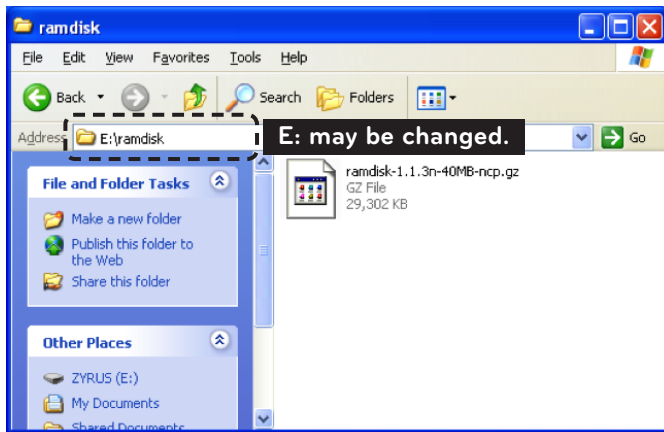 ramdisk
File Edit View Favorites Tools Help
Back Search Folders
Address E:\ramdisk E: may be changed. Go
File and Folder Tasks
Make a new folder
Publish this folder to
the Web
Share this folder
Other Places
ZYRUS (E:)
My Documents
Shared Documents
ramdisk-1.1.3n-40MB-ncp.gz
GZ File
29,302 KB